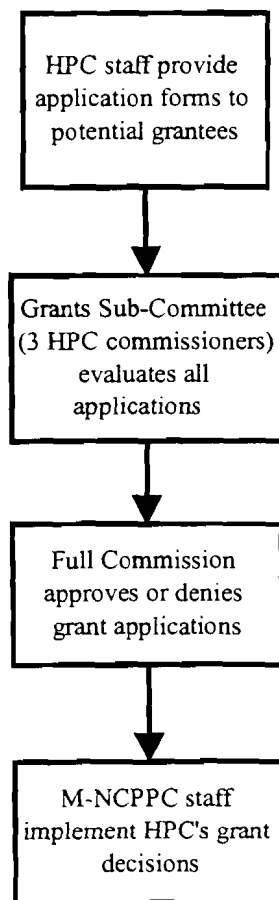 HPC staff provide
application forms to
potential grantees
Grants Sub-Committee
(3 HPC commissioners)
evaluates all
applications
Full Commission
approves or denies
grant applications
M-NCPPC staff
implement HPC's grant
decisions